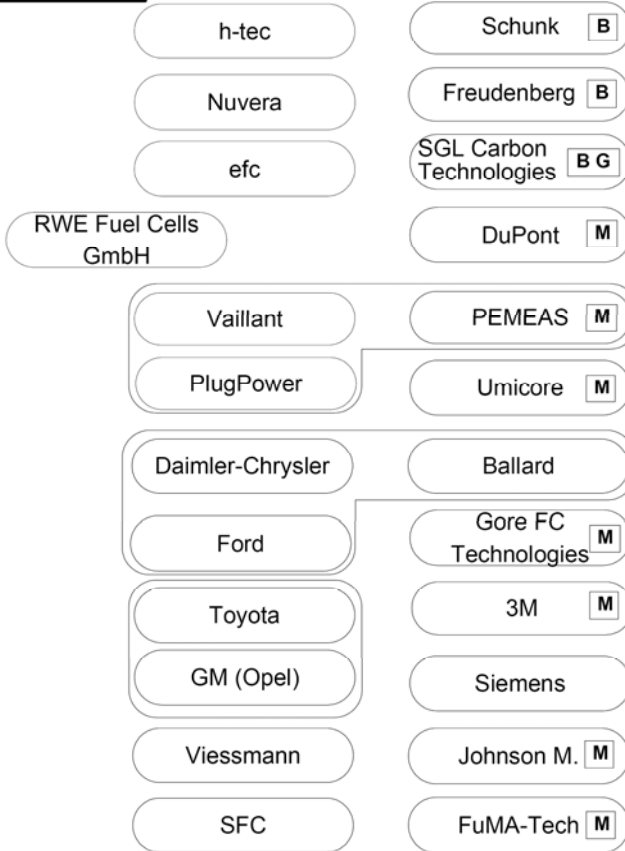 h-tec
Schunk B
Nuvera
Freudenberg B
efc
SGL Carbon
Technologies B G
RWE Fuel Cells
GmbH
DuPont M
Vaillant
PEMEAS M
PlugPower
Umicore M
Daimler-Chrysler
Ballard
Ford
Gore FC
Technologies M
Toyota
3M M
GM (Opel)
Siemens
Viessmann
Johnson M. M
SFC
FuMA-Tech M